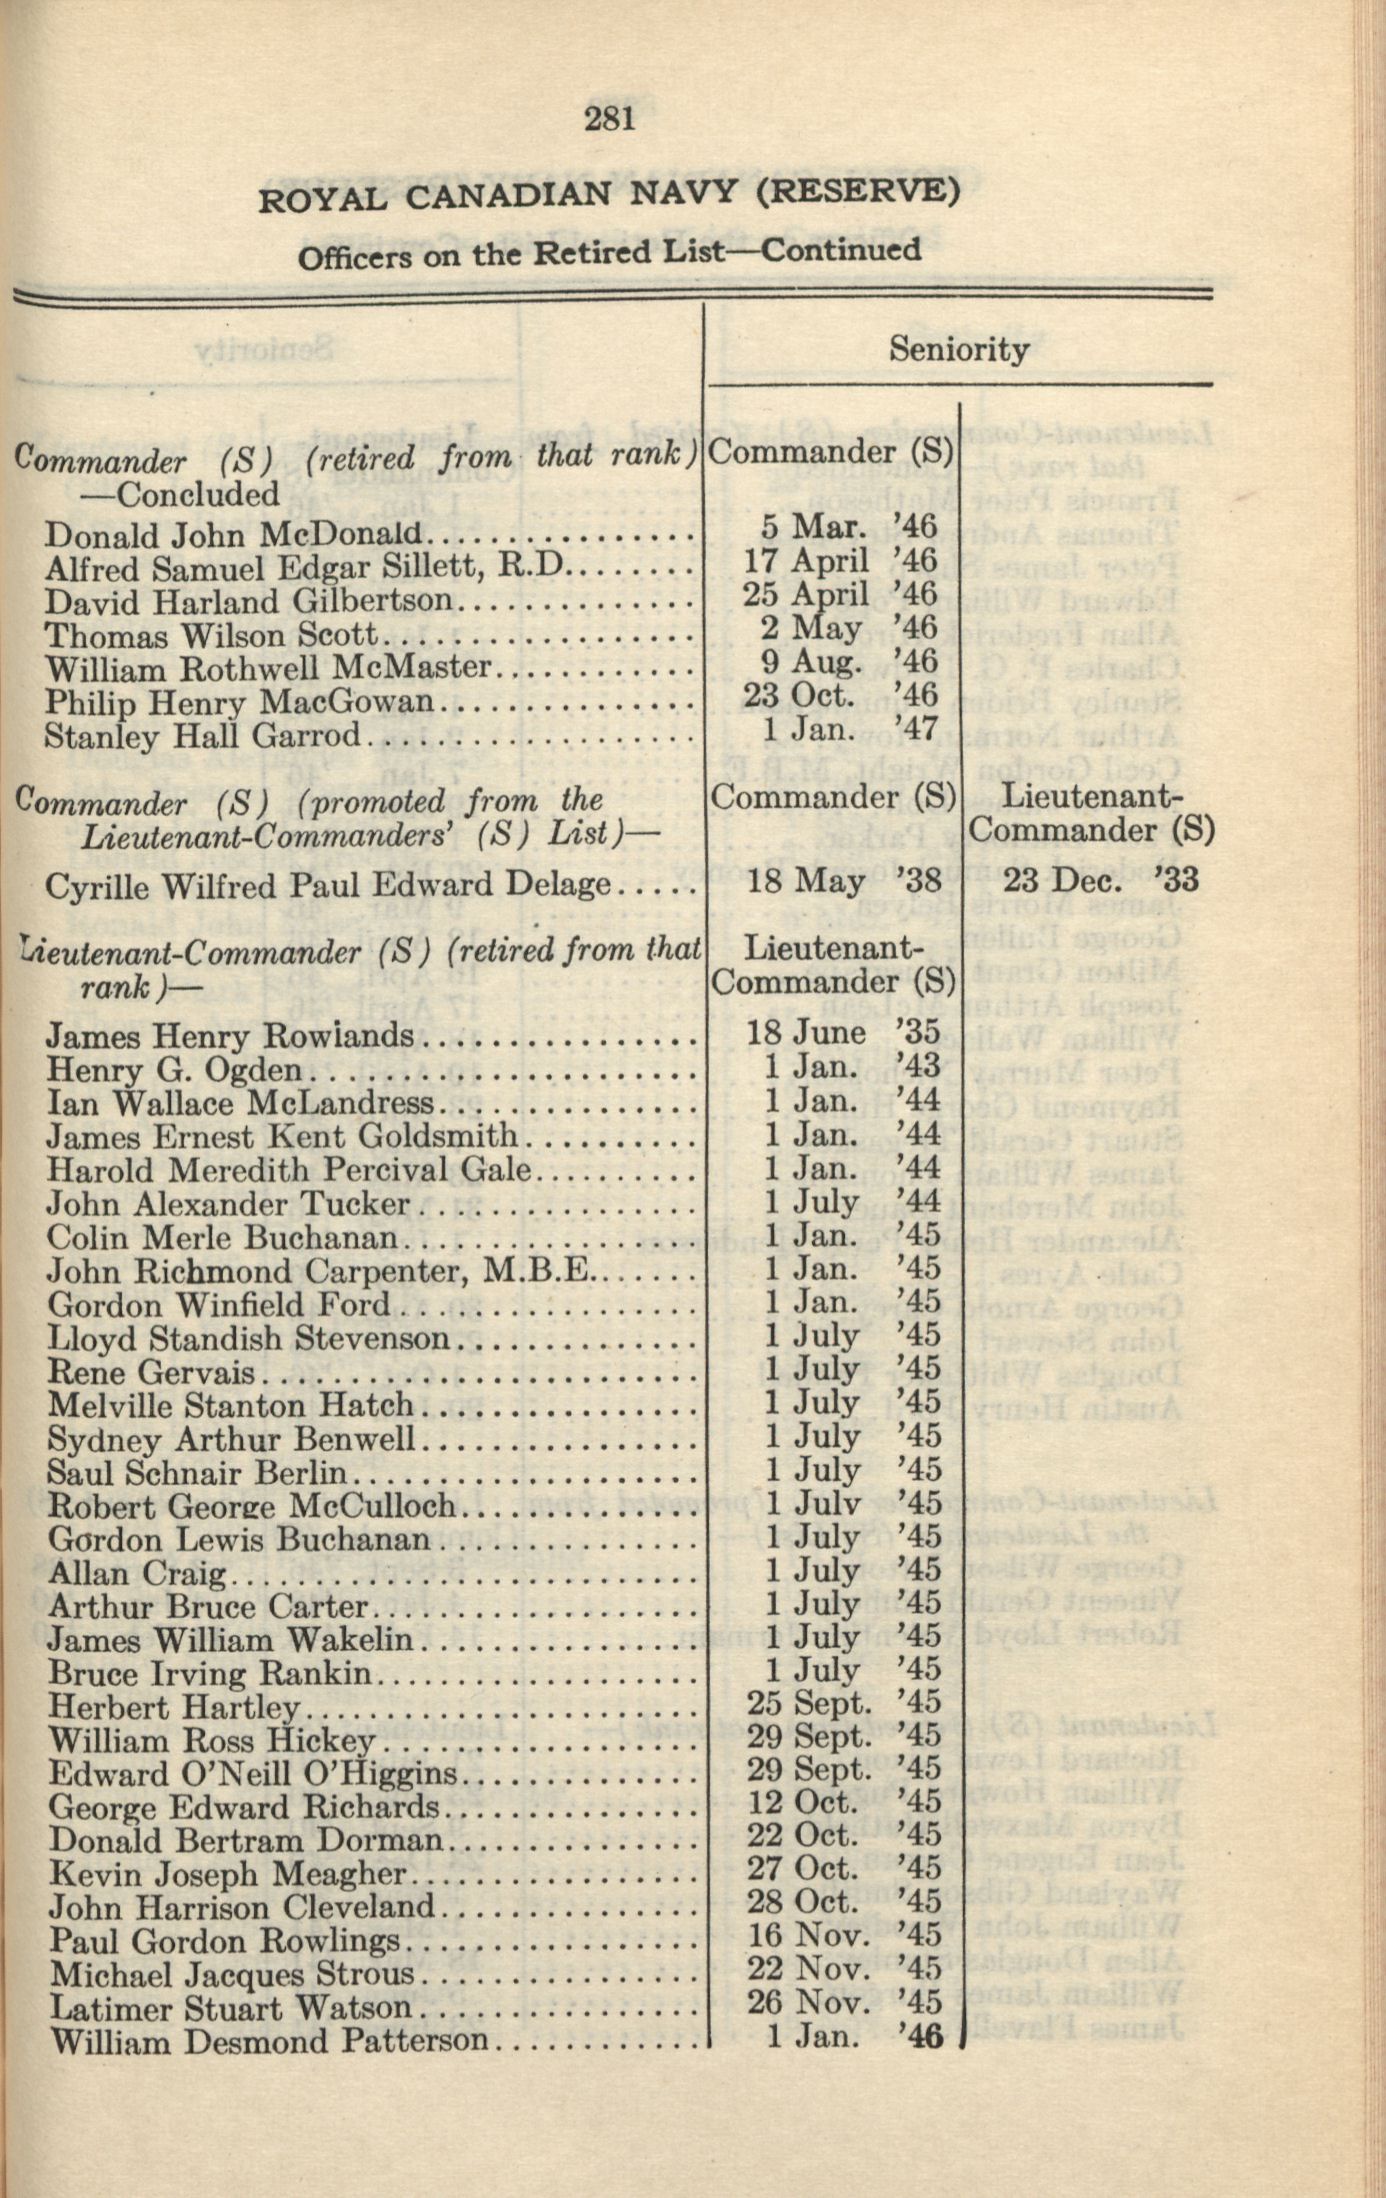 281
ROYAL CANADIAN NAVY (RESERVE)
Officers on the Retired List—Continued
Seniority
Commander (S) (retired from that rank) Commander (S)
—Concluded
Donald John McDonald................ 5 Mar. ’46
Alfred Samuel Edgar Sillett, R.D........ 17 April ’46
David Harland Gilbertson.............. 25 April ’46
Thomas Wilson Scott................... 2 May ’46
William Rothwell McMaster............ 9 Aug. ’46
Philip Henry MacGowan............... 23 Oct. ’46
Stanley Hall Garrod.................... 1 Jan. ’47
Commander (S) (promoted from the Commander (S) Lieutenant-
Lieutenant-Commanders’ (S) List)— Commander (S)
Cyrille Wilfred Paul Edward Delage..... 18 May ’38 23 Dec. ’33
Lieutenant-Commander (S) (retired from that Lieutenant-
rank)— Commander (S)
James Henry Rowlands................ 18 June ’35
Henry G. Ogden....................... 1 Jan. ’43
Ian Wallace McLandress............... 1 Jan. ’44
James Ernest Kent Goldsmith.......... 1 Jan. ’44
Harold Meredith Percival Gale.......... 1 Jan. ’44
John Alexander Tucker................ 1 July ’44
Colin Merle Buchanan................. 1 Jan. ’45
John Richmond Carpenter, M.B.E....... 1 Jan. ’45
Gordon Winfield Ford.................. 1 Jan. ’45
Lloyd Standish Stevenson.............. 1 July ’45
Rene Gervais.......................... 1 July ’45
Melville Stanton Hatch................ 1 July ’45
Sydney Arthur Benwell................ 1 July ’45
Saul Schnair Berlin.................... 1 July ’45
Robert George McCulloch.............. 1 July ’45
Gordon Lewis Buchanan................ 1 July ’45
Allan Craig............................ 1 July ’45
Arthur Bruce Carter................... 1 July ’45
James William Wakelin................ 1 July ’45
Bruce Irving Rankin................... 1 July ’45
Herbert Hartley....................... 25 Sept. ’45
William Ross Hickey................... 29 Sept. ’45
Edward O’Neill O’Higgins.............. 29 Sept. ’45
George Edward Richards............... 12 Oct. ’45
Donald Bertram Dorman............... 22 Oct. ’45
Kevin Joseph Meagher................. 27 Oct. ’45
John Harrison Cleveland............... 28 Oct. ’45
Paul Gordon Rowlings................. 16 Nov. ’45
Michael Jacques Strous................ 22 Nov. ’45
Latimer Stuart Watson................ 26 Nov. ’45
William Desmond Patterson............ 1 Jan. ’46